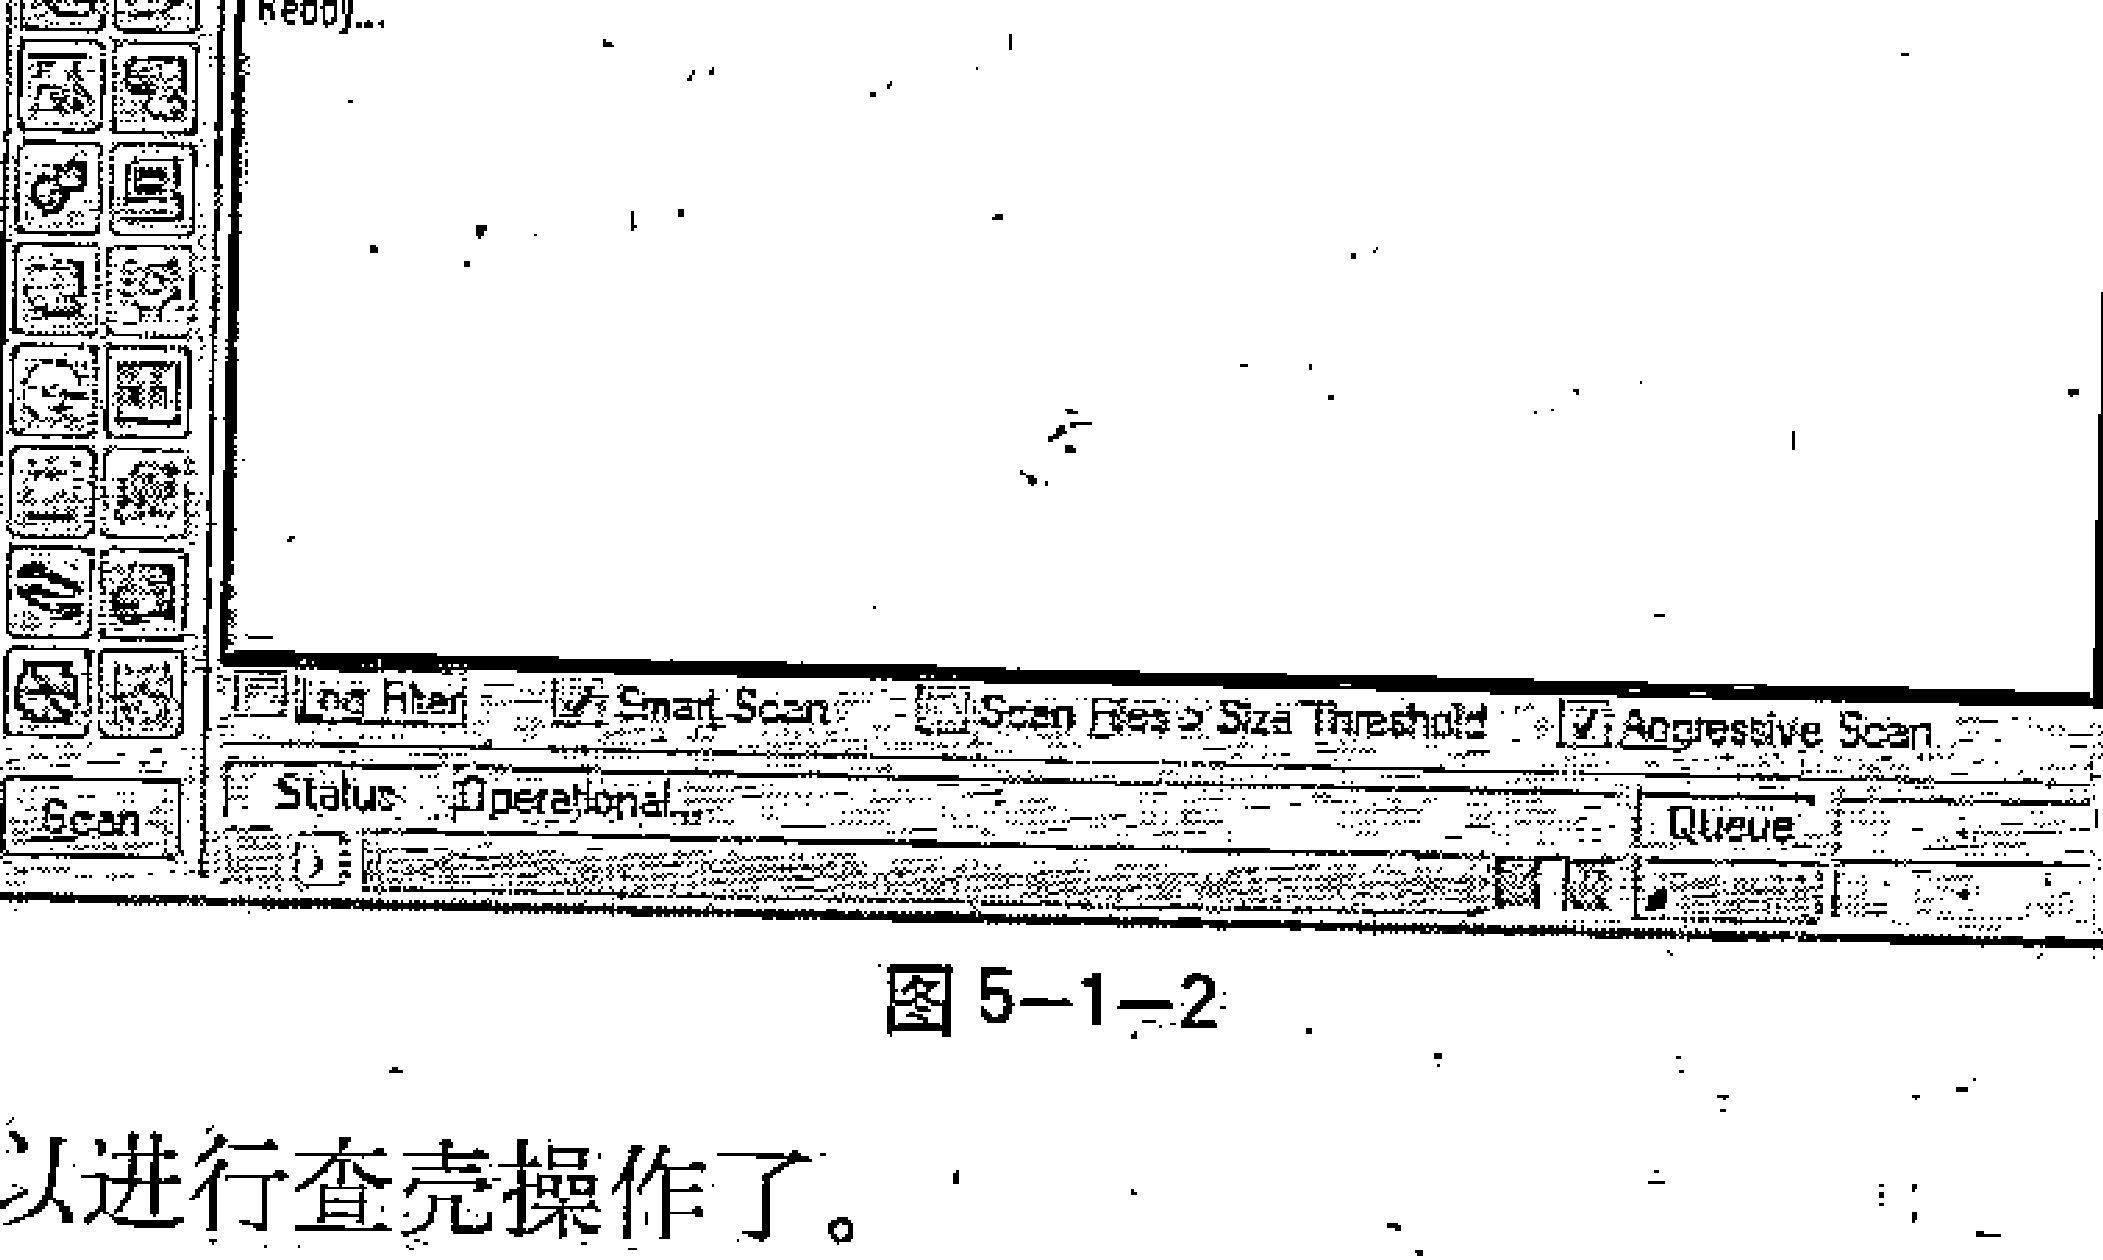 Ready...
Log Filter Smart Scan Scan Files > Size Threshold Aggressive Scan
Status Operational...
Scan
Queue
图 5—1—2
以进行查壳操作了。